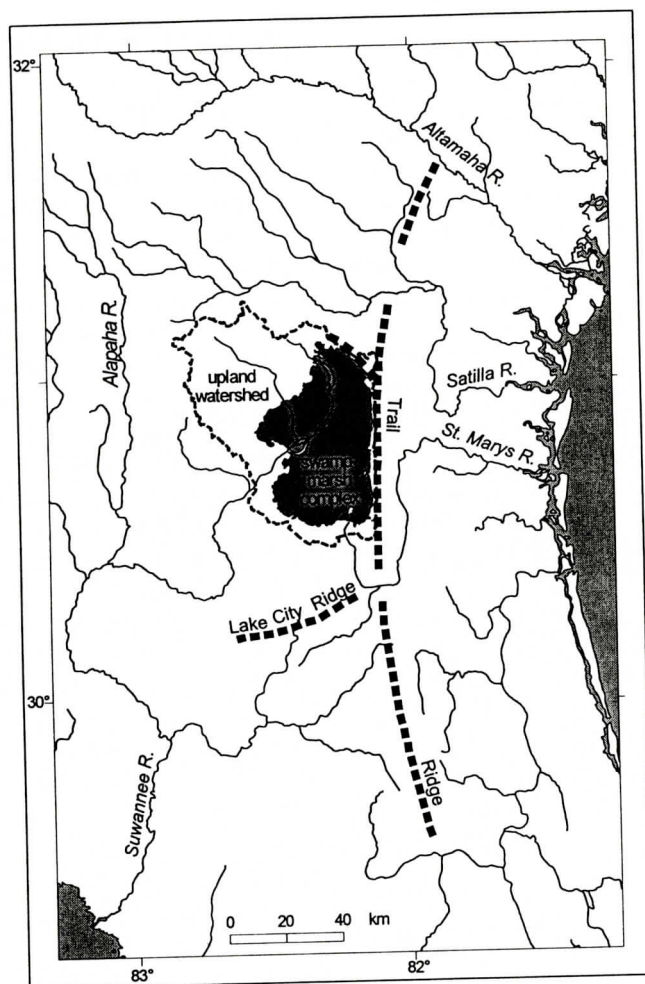 32°
Altamaha R.
Alapaha R.
upland
watershed
Satilla R.
Trail
St. Marys R.
swamp
marsh
complex
Lake City Ridge
30°
Ridge
Suwannee R.
0 20 40 km
83° 82°